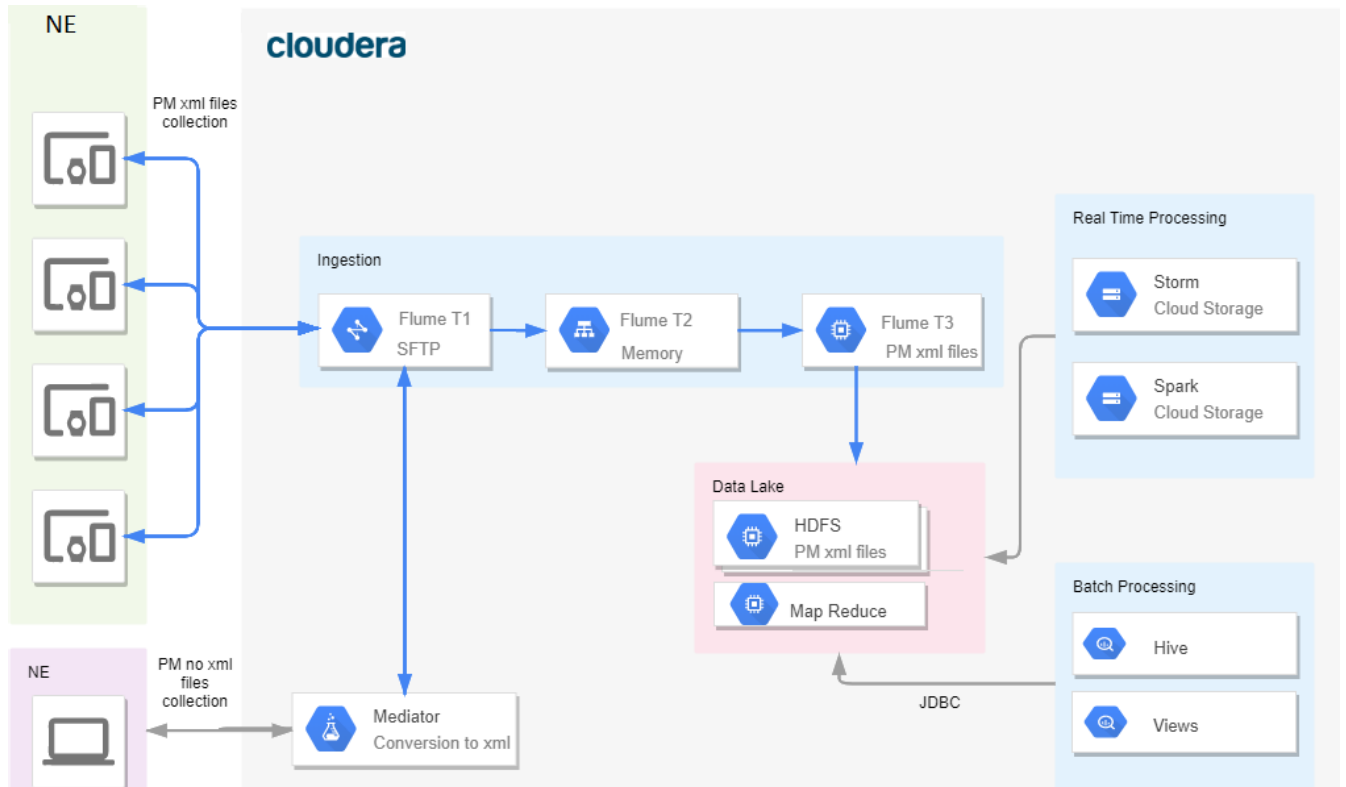 NE
cloudera
PM xml files
collection
Ingestion
Flume T1
SFTP
Flume T2
Memory
Flume T3
PM xml files
Real Time Processing
Storm
Cloud Storage
Spark
Cloud Storage
Data Lake
HDFS
PM xml files
Map Reduce
Batch Processing
Hive
Views
JDBC
NE
PM no xml
files
collection
Mediator
Conversion to xml